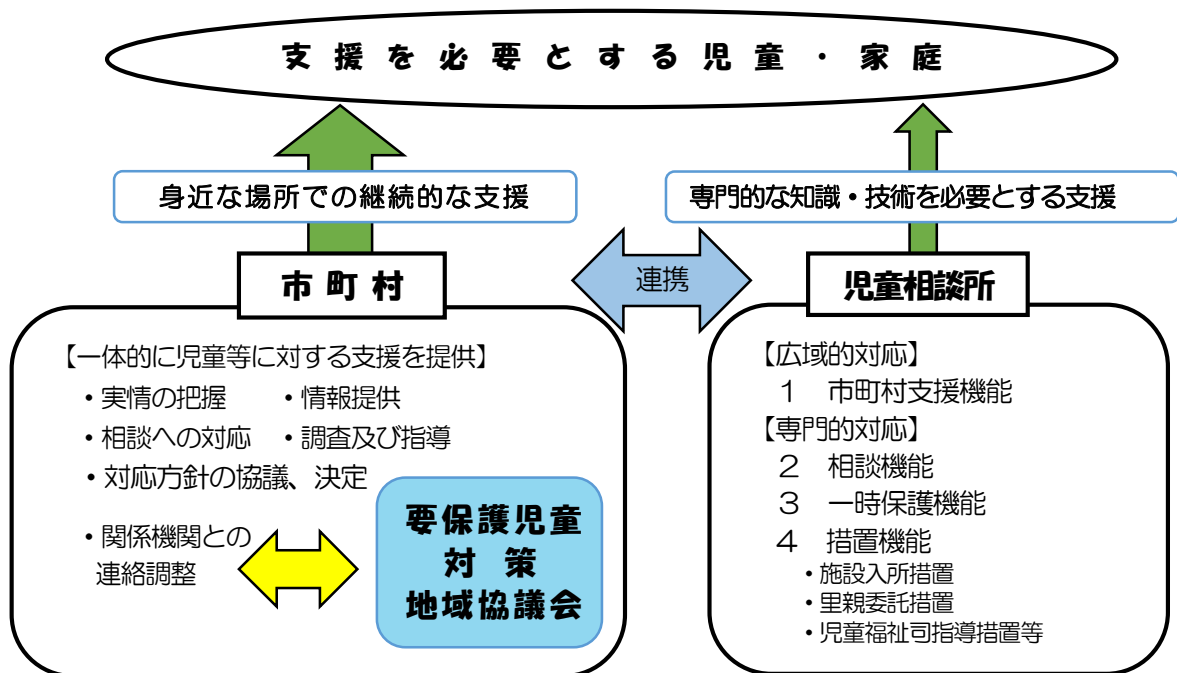 支援を必要とする児童・家庭
身近な場所での継続的な支援
専門的な知識・技術を必要とする支援
市町村
連携
児童相談所
【一体的に児童等に対する支援を提供】
・実情の把握　・情報提供
・相談への対応　・調査及び指導
・対応方針の協議、決定
・関係機関との
連絡調整
要保護児童
対策
地域協議会
【広域的対応】
１　市町村支援機能
【専門的対応】
２　相談機能
３　一時保護機能
４　措置機能
・施設入所措置
・里親委託措置
・児童福祉司指導措置等